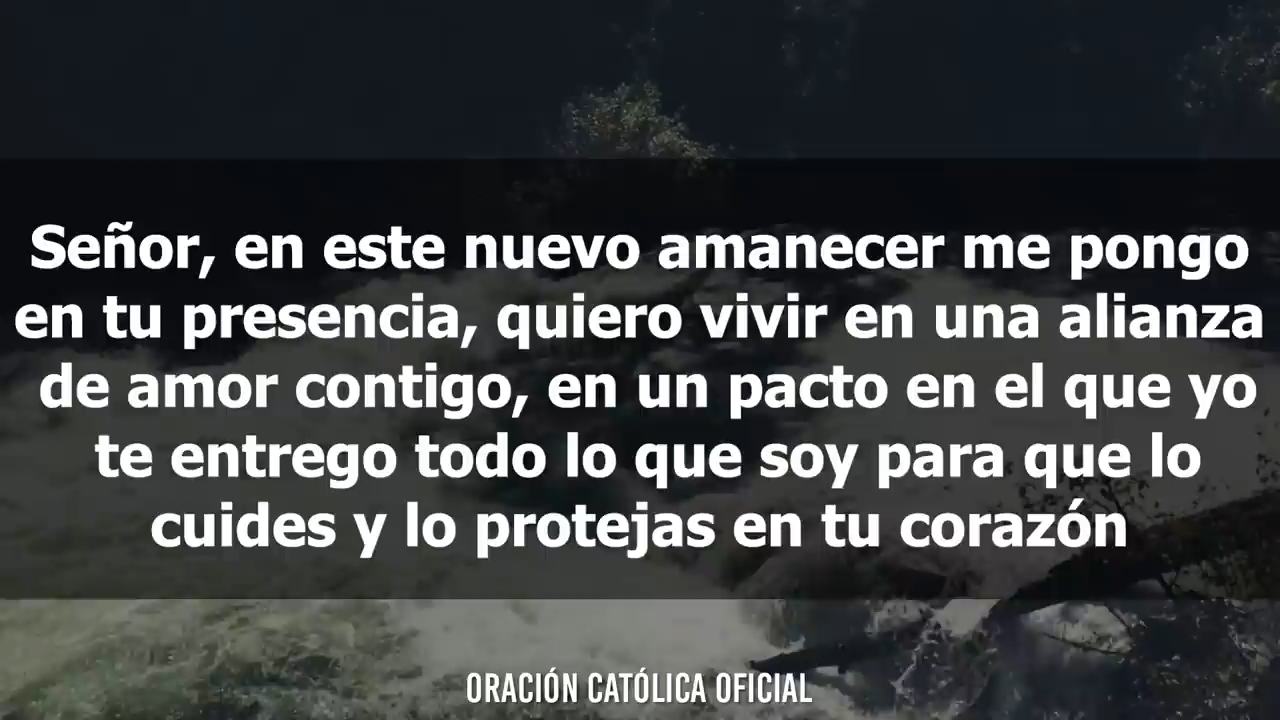 Señor, en este nuevo amanecer me pongo
en tu presencia, quiero vivir en una alianza
de amor contigo, en un pacto en el que yo
te entrego todo lo que soy para que lo
cuides y lo protejas en tu corazón
ORACIÓN CATÓLICA OFICIAL